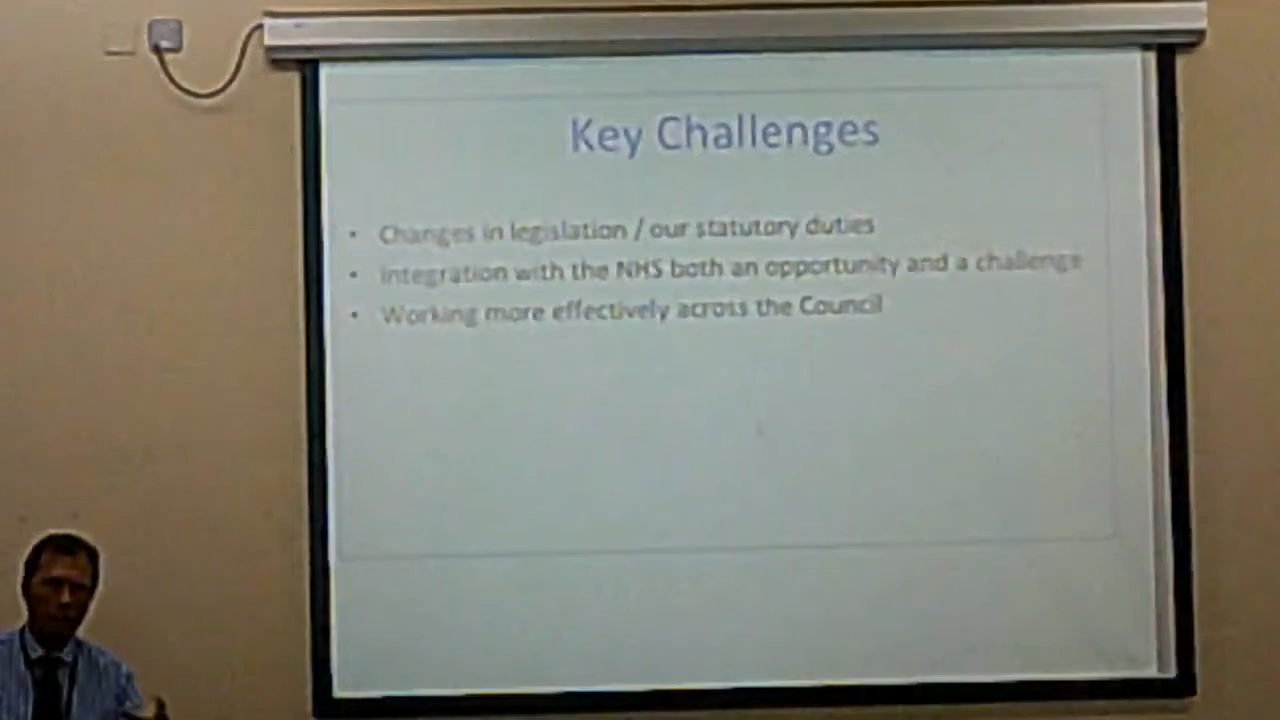 Key Challenges
• Changes in legislation / our statutory duties
• Integration with the NHS both an opportunity and a challenge
• Working more effectively across the Council